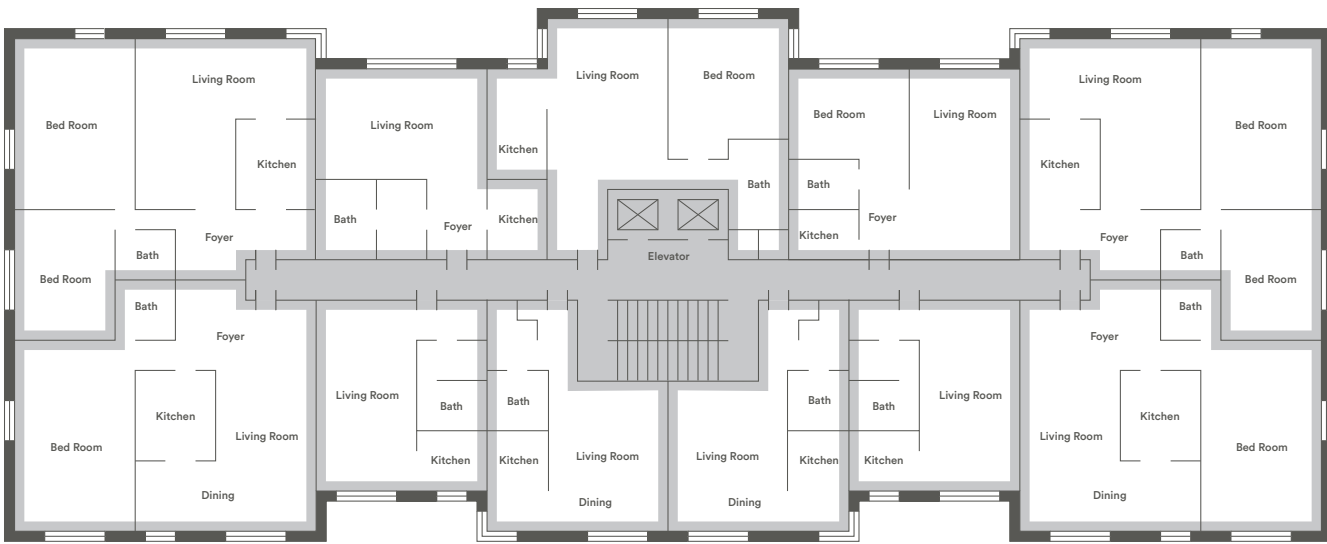 Living Room
Bed Room
Living Room
Living Room
Bed Room
Kitchen
Bath
Foyer
Bed Room
Bath
Foyer
Kitchen
Kitchen
Living Room
Bed Room
Bath
Elevator
Bed Room
Living Room
Bath
Foyer
Kitchen
Living Room
Bed Room
Kitchen
Foyer
Bath
Bed Room
Bath
Foyer
Kitchen
Living Room
Bed Room
Dining
Living Room
Bath
Kitchen
Bath
Kitchen
Living Room
Dining
Bath
Living Room
Kitchen
Dining
Bath
Living Room
Kitchen
Bath
Foyer
Kitchen
Living Room
Bed Room
Dining